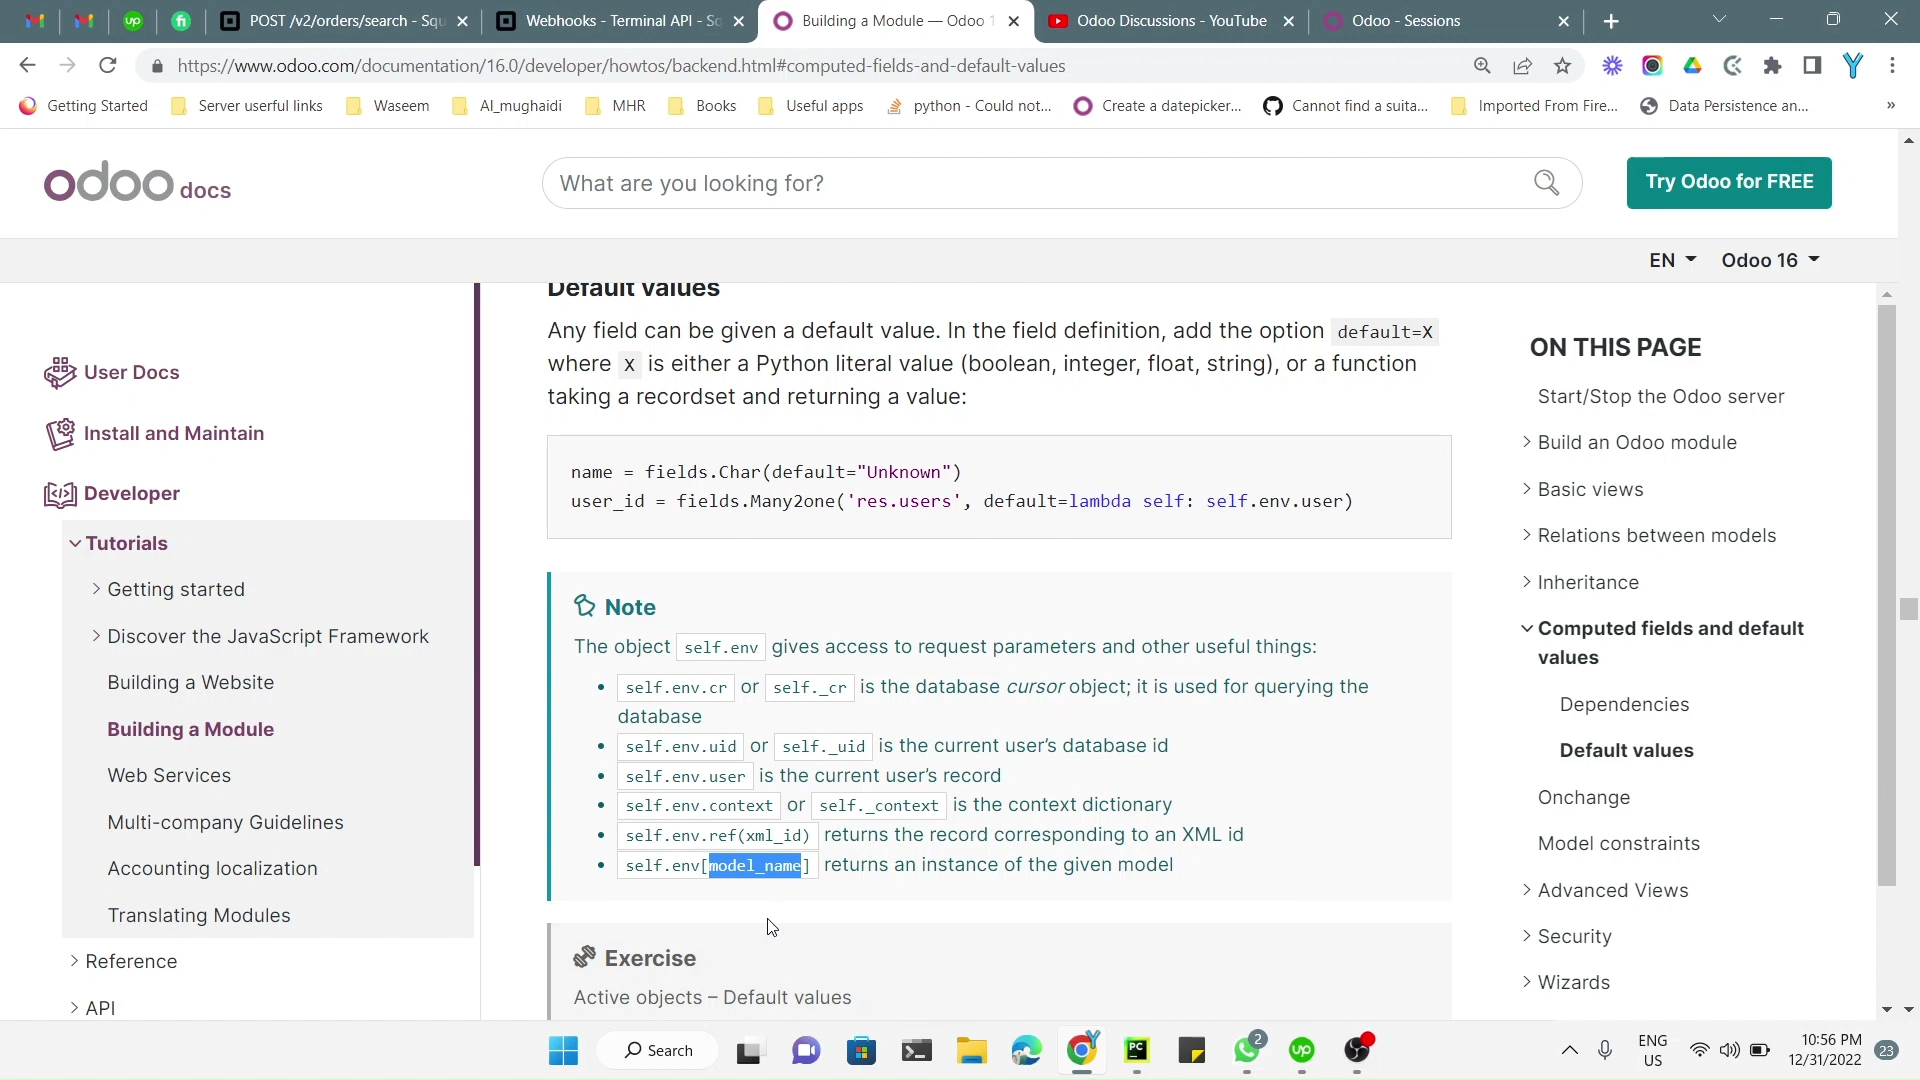 POST /v2/orders/search - Squ
Webhooks - Terminal API - Sq
Building a Module — Odoo 1
Odoo Discussions - YouTube
Odoo - Sessions
https://www.odoo.com/documentation/16.0/developer/howtos/backend.html#computed-fields-and-default-values
Getting Started
Server useful links
Waseem
Al_mughaidi
MHR
Books
Useful apps
python - Could not...
Create a datepicker...
Cannot find a suita...
Imported From Fire...
Data Persistence an...
»
odoo docs
What are you looking for?
Try Odoo for FREE
EN
Odoo 16
User Docs
Install and Maintain
Developer
Tutorials
Getting started
Discover the JavaScript Framework
Building a Website
Building a Module
Web Services
Multi-company Guidelines
Accounting localization
Translating Modules
Reference
API
Default values
Any field can be given a default value. In the field definition, add the option default=X
where X is either a Python literal value (boolean, integer, float, string), or a function
taking a recordset and returning a value:
name = fields.Char(default="Unknown")
user_id = fields.Many2one('res.users', default=lambda self: self.env.user)
Note
The object self.env gives access to request parameters and other useful things:
• self.env.cr or self._cr is the database cursor object; it is used for querying the
database
• self.env.uid or self._uid is the current user's database id
• self.env.user is the current user's record
• self.env.context or self._context is the context dictionary
• self.env.ref(xml_id) returns the record corresponding to an XML id
• self.env[model_name] returns an instance of the given model
Exercise
Active objects – Default values
ON THIS PAGE
Start/Stop the Odoo server
Build an Odoo module
Basic views
Relations between models
Inheritance
Computed fields and default
values
Dependencies
Default values
Onchange
Model constraints
Advanced Views
Security
Wizards
Search
PC
2
up
ENG
US
10:56 PM
12/31/2022
23